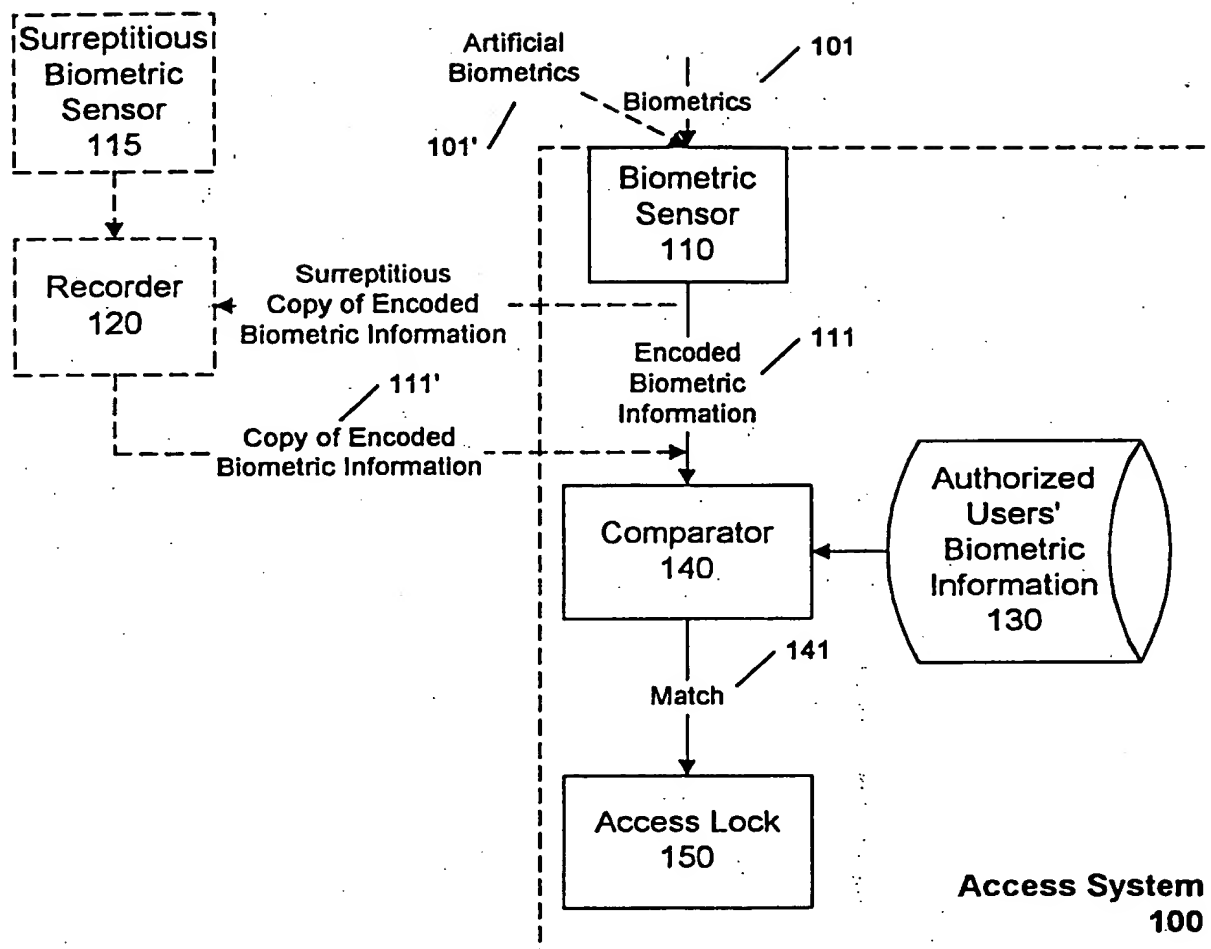 Surreptitious
Biometric
Sensor
115
Artificial
Biometrics
101'
Biometrics
101
Biometric
Sensor
110
Recorder
120
Surreptitious
Copy of Encoded
Biometric Information
Encoded
Biometric
Information
111
111'
Copy of Encoded
Biometric Information
Comparator
140
Authorized
Users'
Biometric
Information
130
Match
141
Access Lock
150
Access System
100